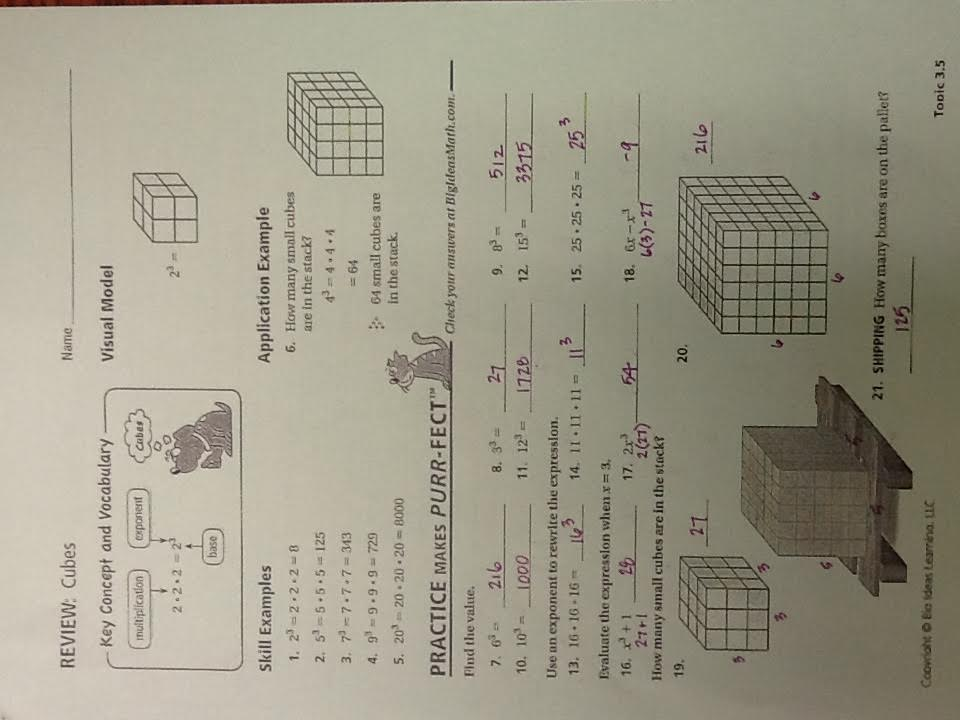 REVIEW: Cubes
Name
Key Concept and Vocabulary
multiplication
exponent
2 • 2 • 2 = 2³
base
Cubes
Visual Model
2³ =
Skill Examples
1. 2³ = 2 • 2 • 2 = 8
2. 5³ = 5 • 5 • 5 = 125
3. 7³ = 7 • 7 • 7 = 343
4. 9³ = 9 • 9 • 9 = 729
5. 20³ = 20 • 20 • 20 = 8000
Application Example
6. How many small cubes
are in the stack?
4³ = 4 • 4 • 4
= 64
∴ 64 small cubes are
in the stack.
PRACTICE MAKES PURR-FECT™
Check your answers at BigIdeasMath.com.
Find the value.
7. 6³ = 216 8. 3³ = 27 9. 8³ = 512
10. 10³ = 1000 11. 12³ = 1728 12. 15³ = 3375
Use an exponent to rewrite the expression.
13. 16 • 16 • 16 = 16³ 14. 11 • 11 • 11 = 11³ 15. 25 • 25 • 25 = 25³
Evaluate the expression when x = 3.
16. x³ + 1 28 17. 2x³ 54 18. 6x − x³ -9
27+1 2(27) 6(3)-27
How many small cubes are in the stack?
19. 27 20. 216
3 3 3
6 6 6
21. SHIPPING How many boxes are on the pallet?
125
5 5 5
Copyright © Big Ideas Learning, LLC
Topic 3.5